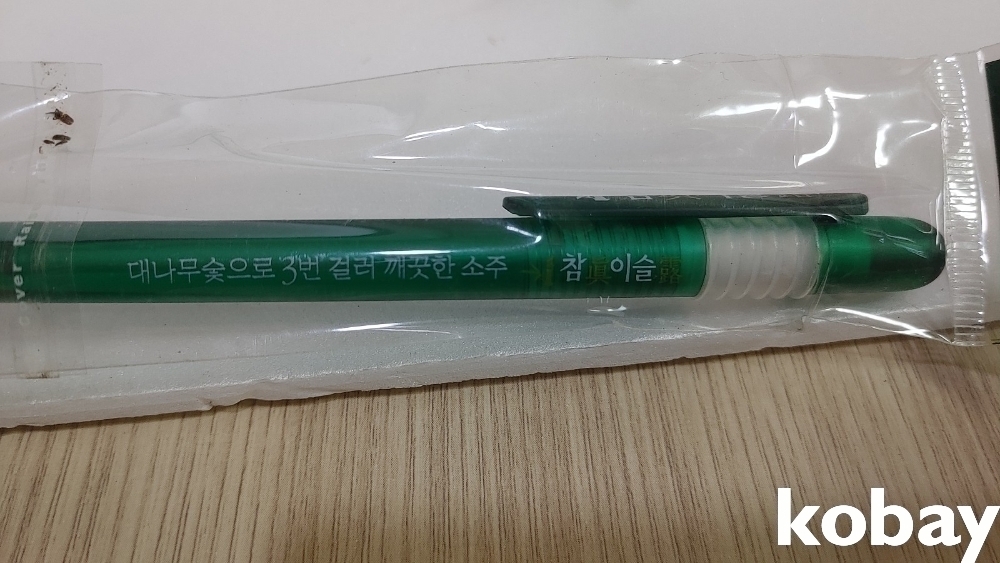 대나무숯으로 3번 걸러 깨끗한 소주 참眞이슬露
kobay